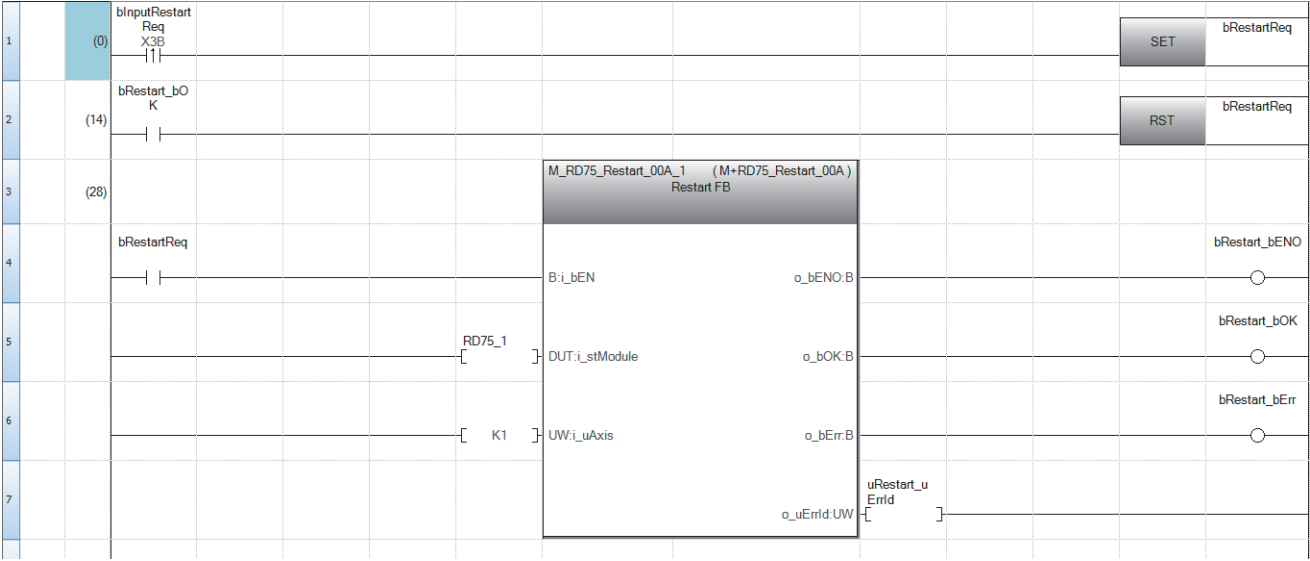 bInputRestart
Req
X3B
bRestartReq
1
(0)
SET
bRestart_bO
K
bRestartReq
2
(14)
RST
M_RD75_Restart_00A_1 (M+RD75_Restart_00A)
Restart FB
3
(28)
bRestartReq
bRestart_bENO
4
B:i_bEN
o_bENO:B
bRestart_bOK
5
RD75_1
DUT:i_stModule
o_bOK:B
bRestart_bErr
6
K1
UW:i_uAxis
o_bErr:B
uRestart_u
ErrId
7
o_uErrId:UW